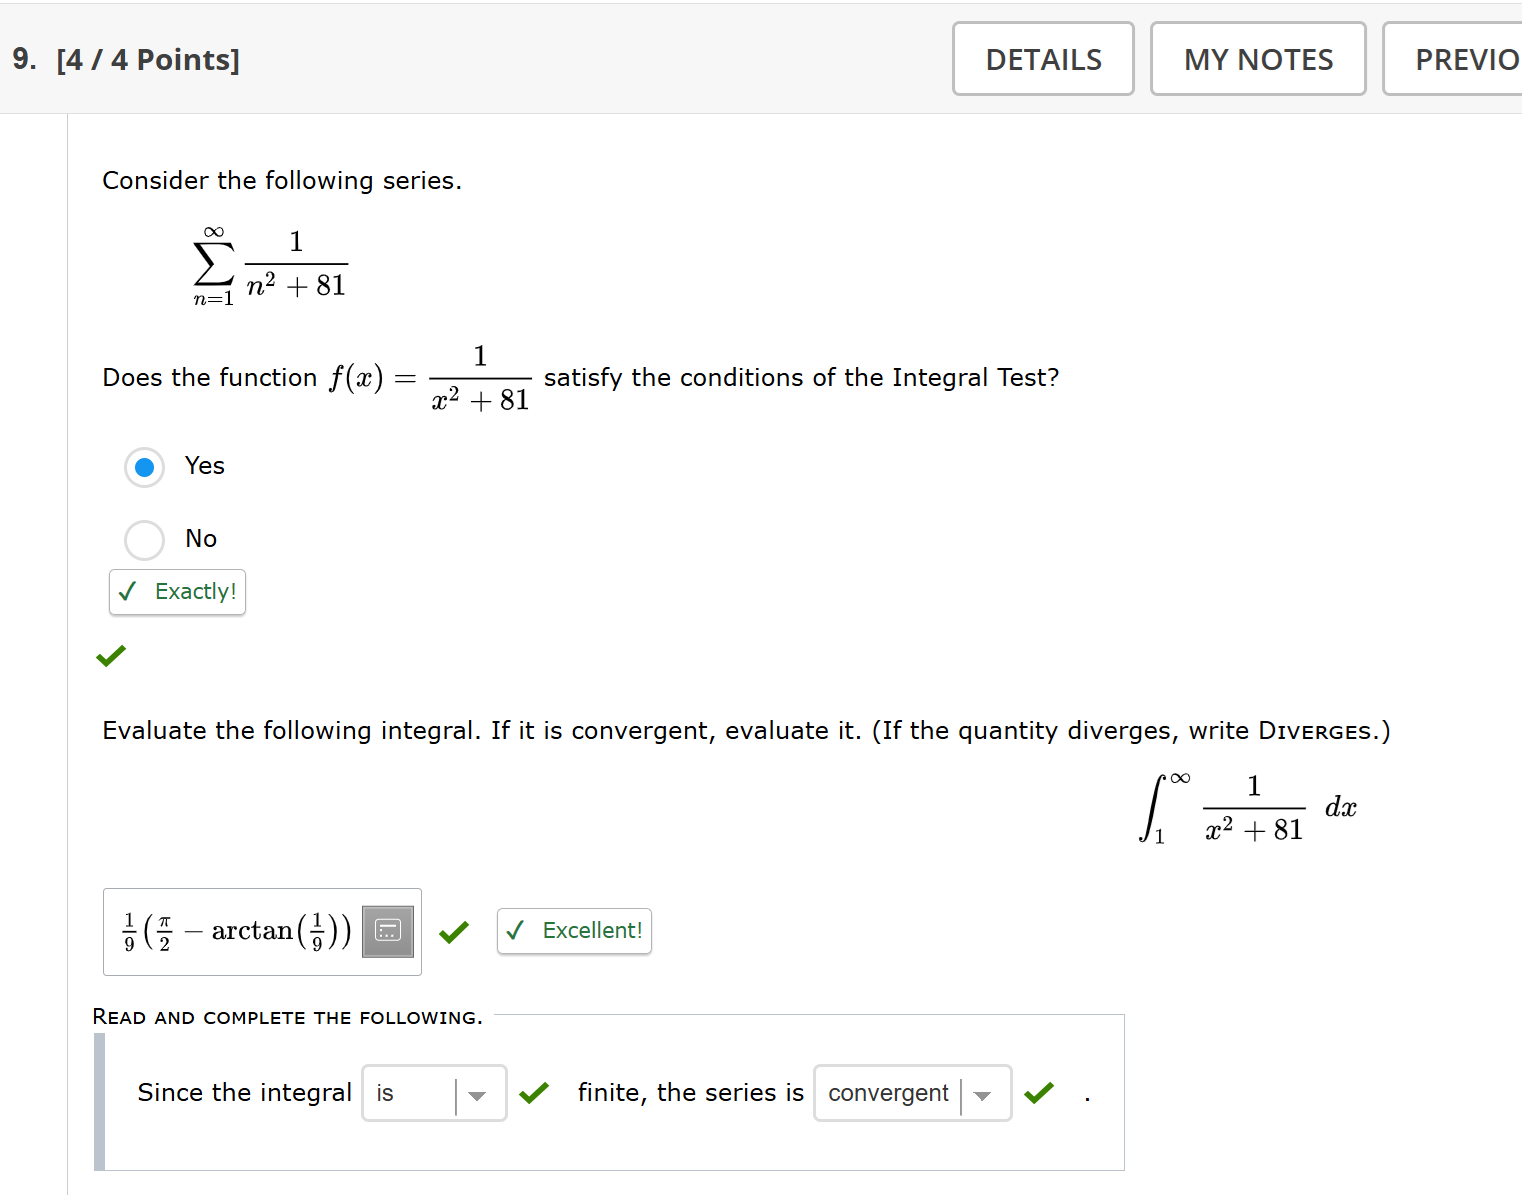 9. [4 / 4 Points]
DETAILS
MY NOTES
PREVIO
Consider the following series.
∞
∑ 1 / (n² + 81)
n=1
Does the function f(x) = 1 / (x² + 81) satisfy the conditions of the Integral Test?
Yes
No
✓ Exactly!
Evaluate the following integral. If it is convergent, evaluate it. (If the quantity diverges, write DIVERGES.)
∫₁^∞ 1 / (x² + 81) dx
1/9 (π/2 − arctan(1/9))
✓ Excellent!
READ AND COMPLETE THE FOLLOWING.
Since the integral is finite, the series is convergent .